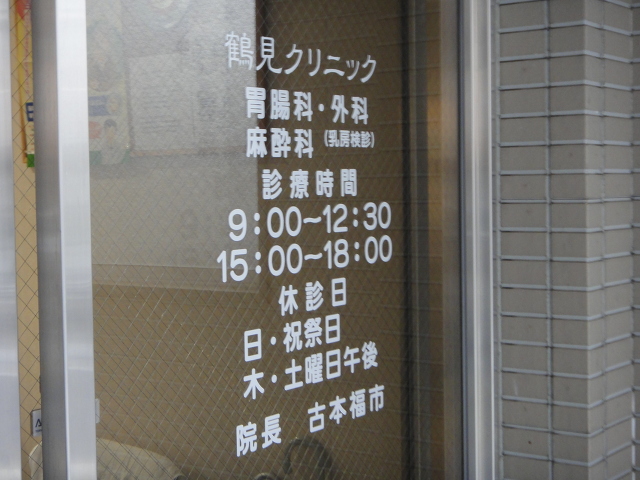 鶴見クリニック
胃腸科・外科
麻酔科（乳房検診）
診療時間
9:00～12:30
15:00～18:00
休診日
日・祝祭日
木・土曜日午後
院長 古本福市